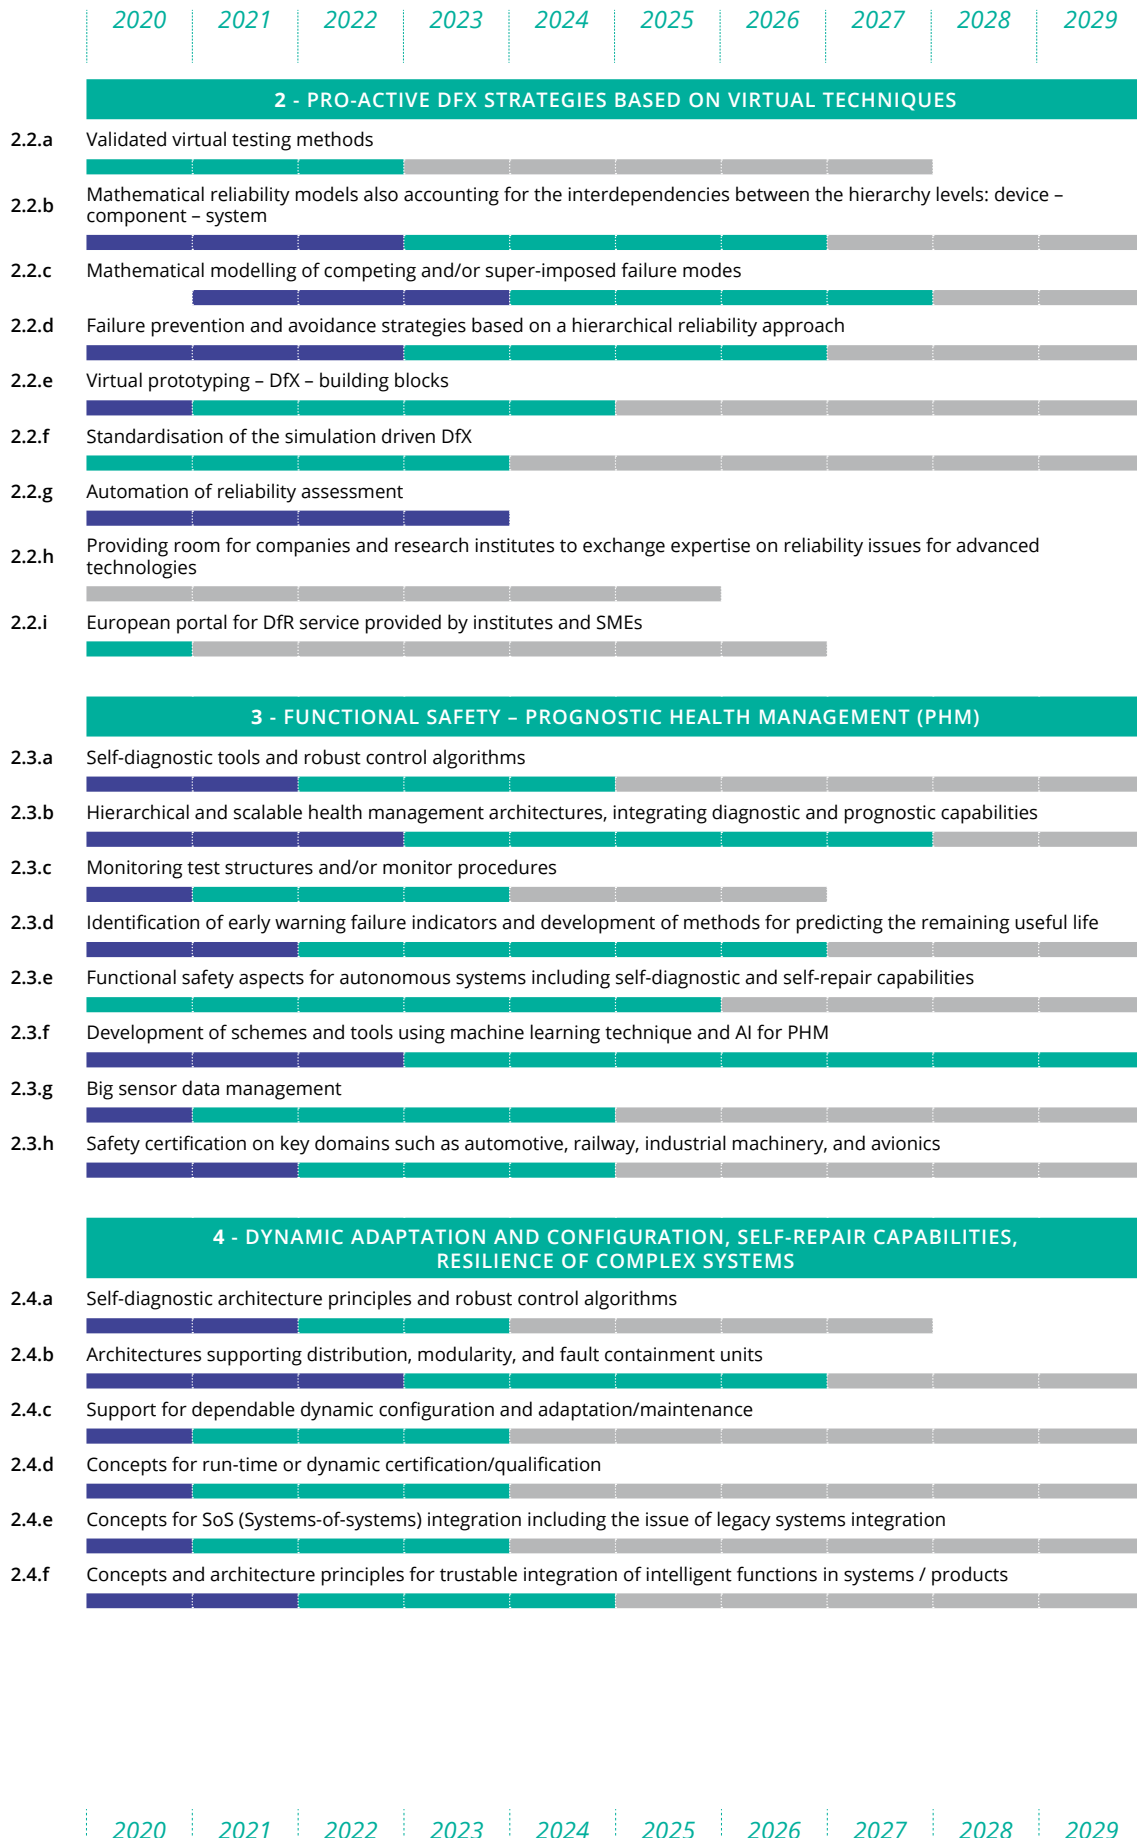 2020 2021 2022 2023 2024 2025 2026 2027 2028 2029
2 - PRO-ACTIVE DFX STRATEGIES BASED ON VIRTUAL TECHNIQUES
2.2.a Validated virtual testing methods
2.2.b Mathematical reliability models also accounting for the interdependencies between the hierarchy levels: device –
component – system
2.2.c Mathematical modelling of competing and/or super-imposed failure modes
2.2.d Failure prevention and avoidance strategies based on a hierarchical reliability approach
2.2.e Virtual prototyping – DfX – building blocks
2.2.f Standardisation of the simulation driven DfX
2.2.g Automation of reliability assessment
2.2.h Providing room for companies and research institutes to exchange expertise on reliability issues for advanced
technologies
2.2.i European portal for DfR service provided by institutes and SMEs
3 - FUNCTIONAL SAFETY – PROGNOSTIC HEALTH MANAGEMENT (PHM)
2.3.a Self-diagnostic tools and robust control algorithms
2.3.b Hierarchical and scalable health management architectures, integrating diagnostic and prognostic capabilities
2.3.c Monitoring test structures and/or monitor procedures
2.3.d Identification of early warning failure indicators and development of methods for predicting the remaining useful life
2.3.e Functional safety aspects for autonomous systems including self-diagnostic and self-repair capabilities
2.3.f Development of schemes and tools using machine learning technique and AI for PHM
2.3.g Big sensor data management
2.3.h Safety certification on key domains such as automotive, railway, industrial machinery, and avionics
4 - DYNAMIC ADAPTATION AND CONFIGURATION, SELF-REPAIR CAPABILITIES,
RESILIENCE OF COMPLEX SYSTEMS
2.4.a Self-diagnostic architecture principles and robust control algorithms
2.4.b Architectures supporting distribution, modularity, and fault containment units
2.4.c Support for dependable dynamic configuration and adaptation/maintenance
2.4.d Concepts for run-time or dynamic certification/qualification
2.4.e Concepts for SoS (Systems-of-systems) integration including the issue of legacy systems integration
2.4.f Concepts and architecture principles for trustable integration of intelligent functions in systems / products
2020 2021 2022 2023 2024 2025 2026 2027 2028 2029